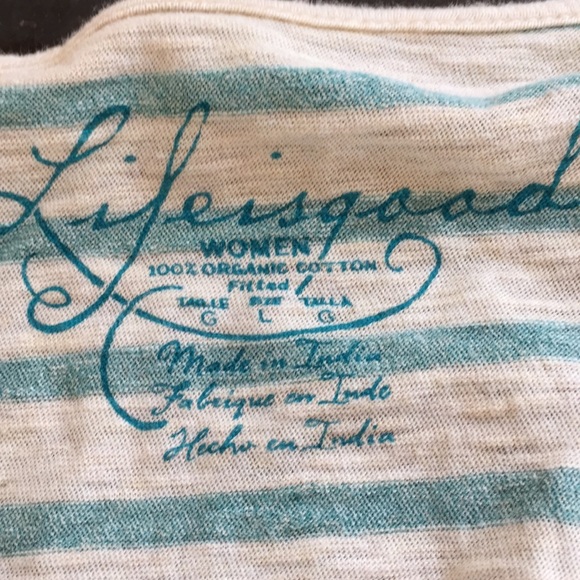 Lifeisgood
WOMEN
100% ORGANIC COTTON
Fitted
TAILLE SIZE TALLA
G L G
Made in India
Fabrique en Inde
Hecho en India